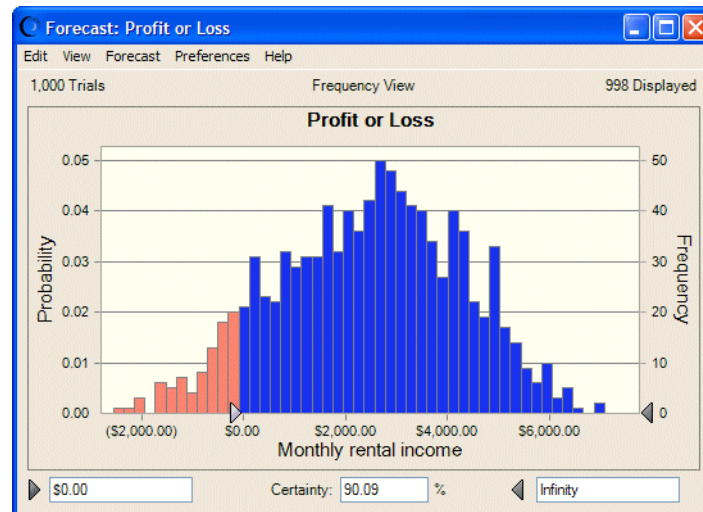 Forecast: Profit or Loss
Edit View Forecast Preferences Help
1,000 Trials Frequency View 998 Displayed
Profit or Loss
0.05 50
0.04 40
0.03 30
0.02 20
0.01 10
0.00 0
Probability
Frequency
($2,000.00) $0.00 $2,000.00 $4,000.00 $6,000.00
Monthly rental income
$0.00 Certainty: 90.09 % Infinity